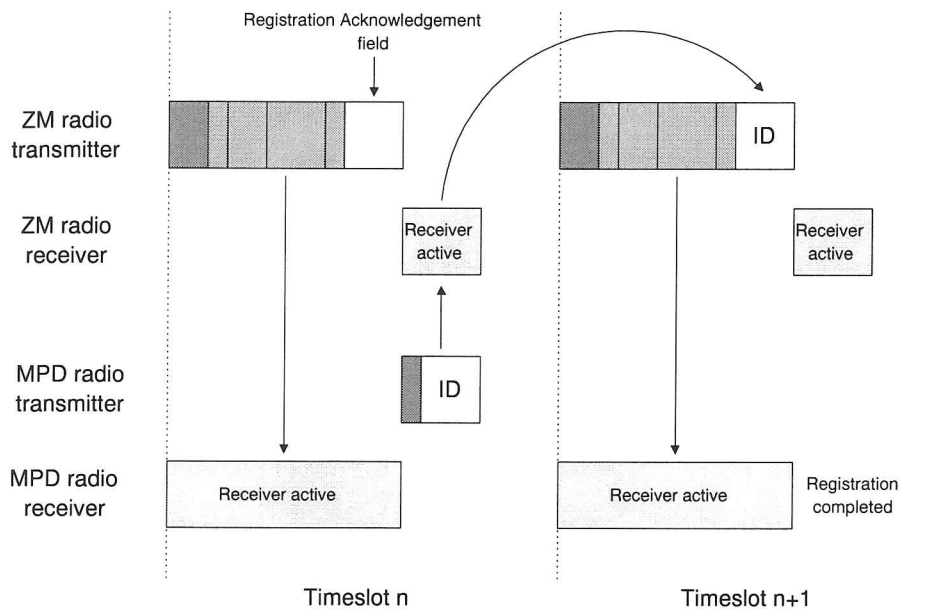 Registration Acknowledgement
field
ZM radio
transmitter
ID
ZM radio
receiver
Receiver
active
Receiver
active
MPD radio
transmitter
ID
MPD radio
receiver
Receiver active
Receiver active
Registration
completed
Timeslot n
Timeslot n+1